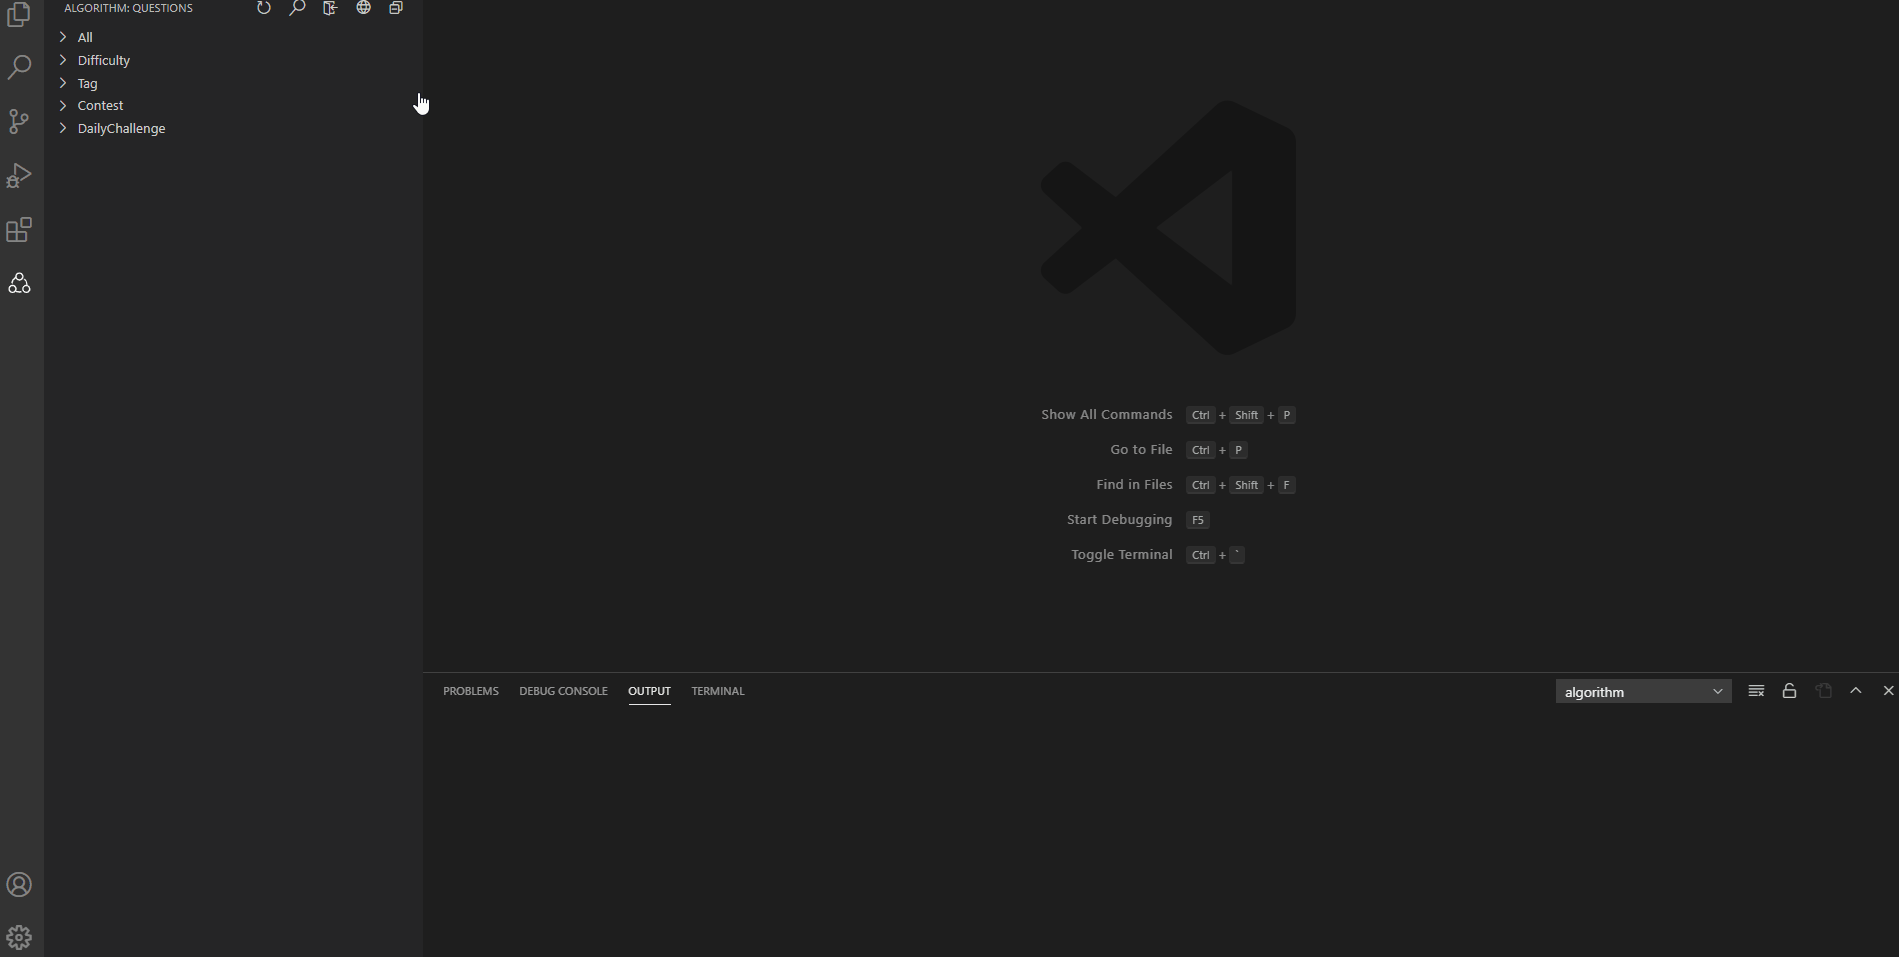 ALGORITHM: QUESTIONS
All
Difficulty
Tag
Contest
DailyChallenge
Show All Commands Ctrl + Shift + P
Go to File Ctrl + P
Find in Files Ctrl + Shift + F
Start Debugging F5
Toggle Terminal Ctrl + `
PROBLEMS DEBUG CONSOLE OUTPUT TERMINAL algorithm